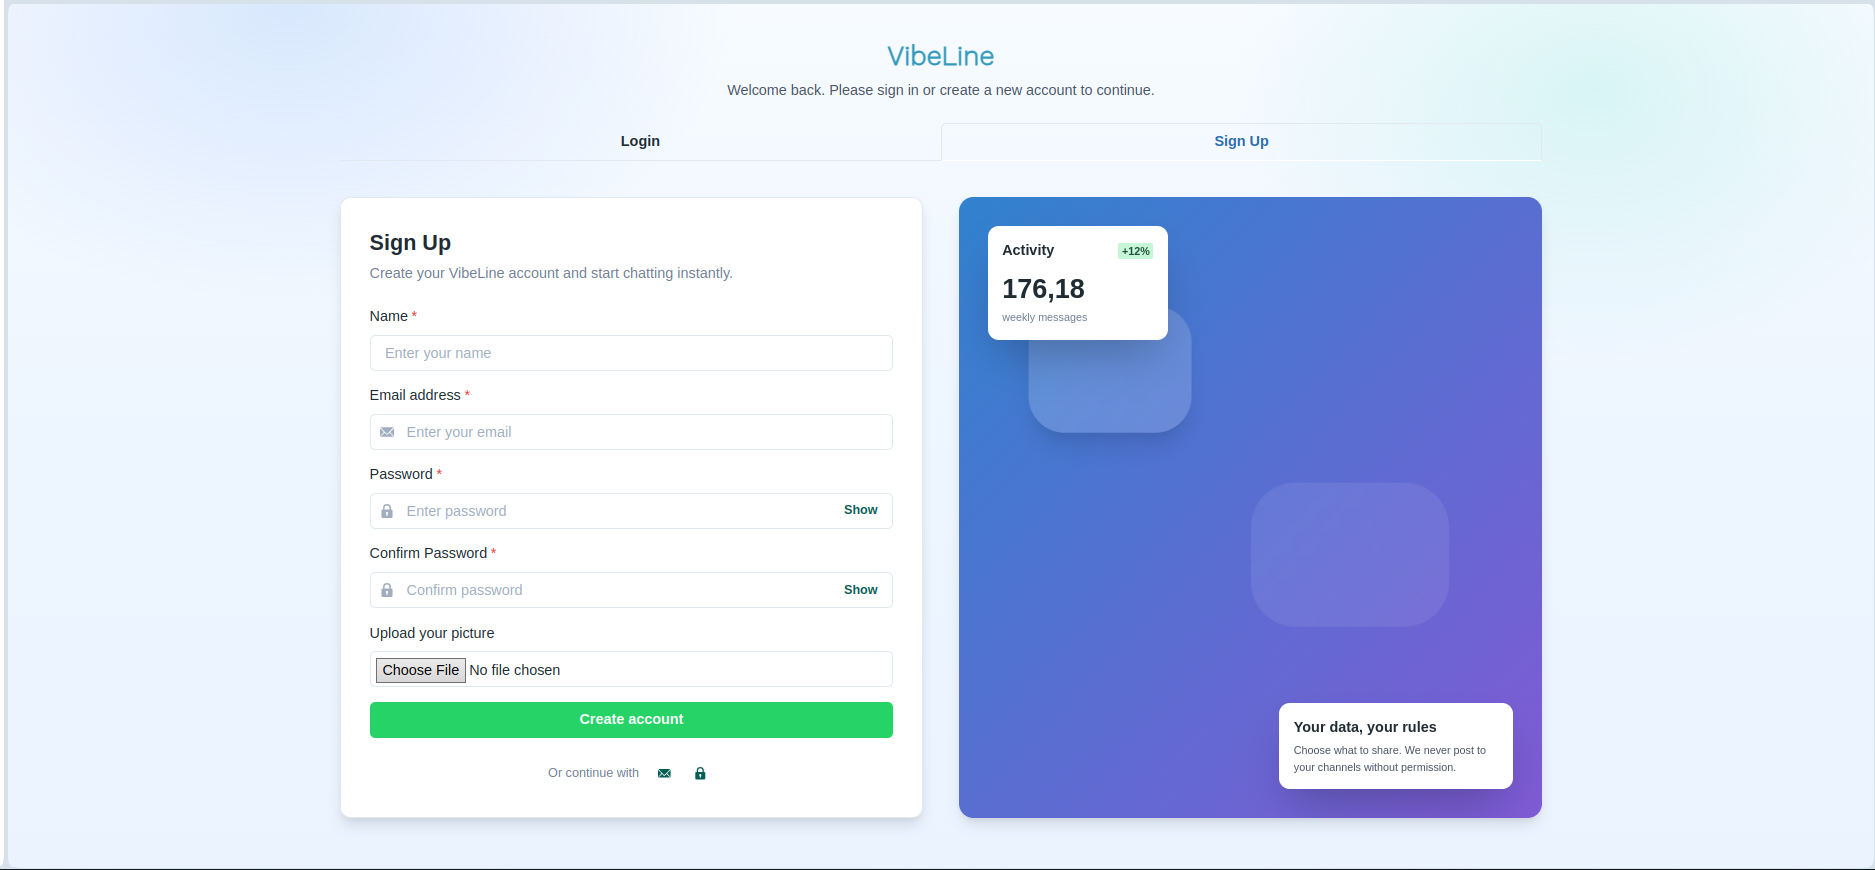 VibeLine
Welcome back. Please sign in or create a new account to continue.
Login
Sign Up
Sign Up
Create your VibeLine account and start chatting instantly.
Name *
Enter your name
Email address *
Enter your email
Password *
Enter password
Show
Confirm Password *
Confirm password
Show
Upload your picture
Choose File No file chosen
Create account
Or continue with
Activity
+12%
176,18
weekly messages
Your data, your rules
Choose what to share. We never post to
your channels without permission.